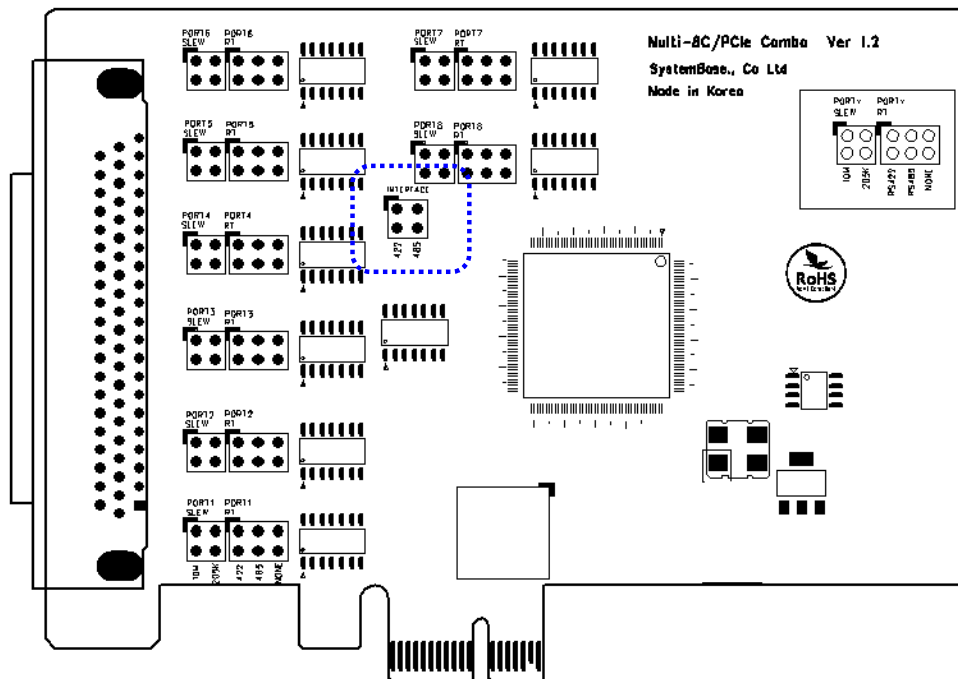 PORT6 PORT6
SLEW RT
PORT7 PORT7
SLEW RT
Multi-8C/PCIe Combo Ver 1.2
SystemBase., Co Ltd
Made in Korea
PORTx PORTx
SLEW RT
10M 205K RS422 RS485 NONE
PORT5 PORT5
SLEW RT
PORT8 PORT8
SLEW RT
INTERFACE
422 485
PORT4 PORT4
SLEW RT
RoHS
PORT3 PORT3
SLEW RT
PORT2 PORT2
SLEW RT
PORT1 PORT1
SLEW RT
10M 205K 422 485 NONE